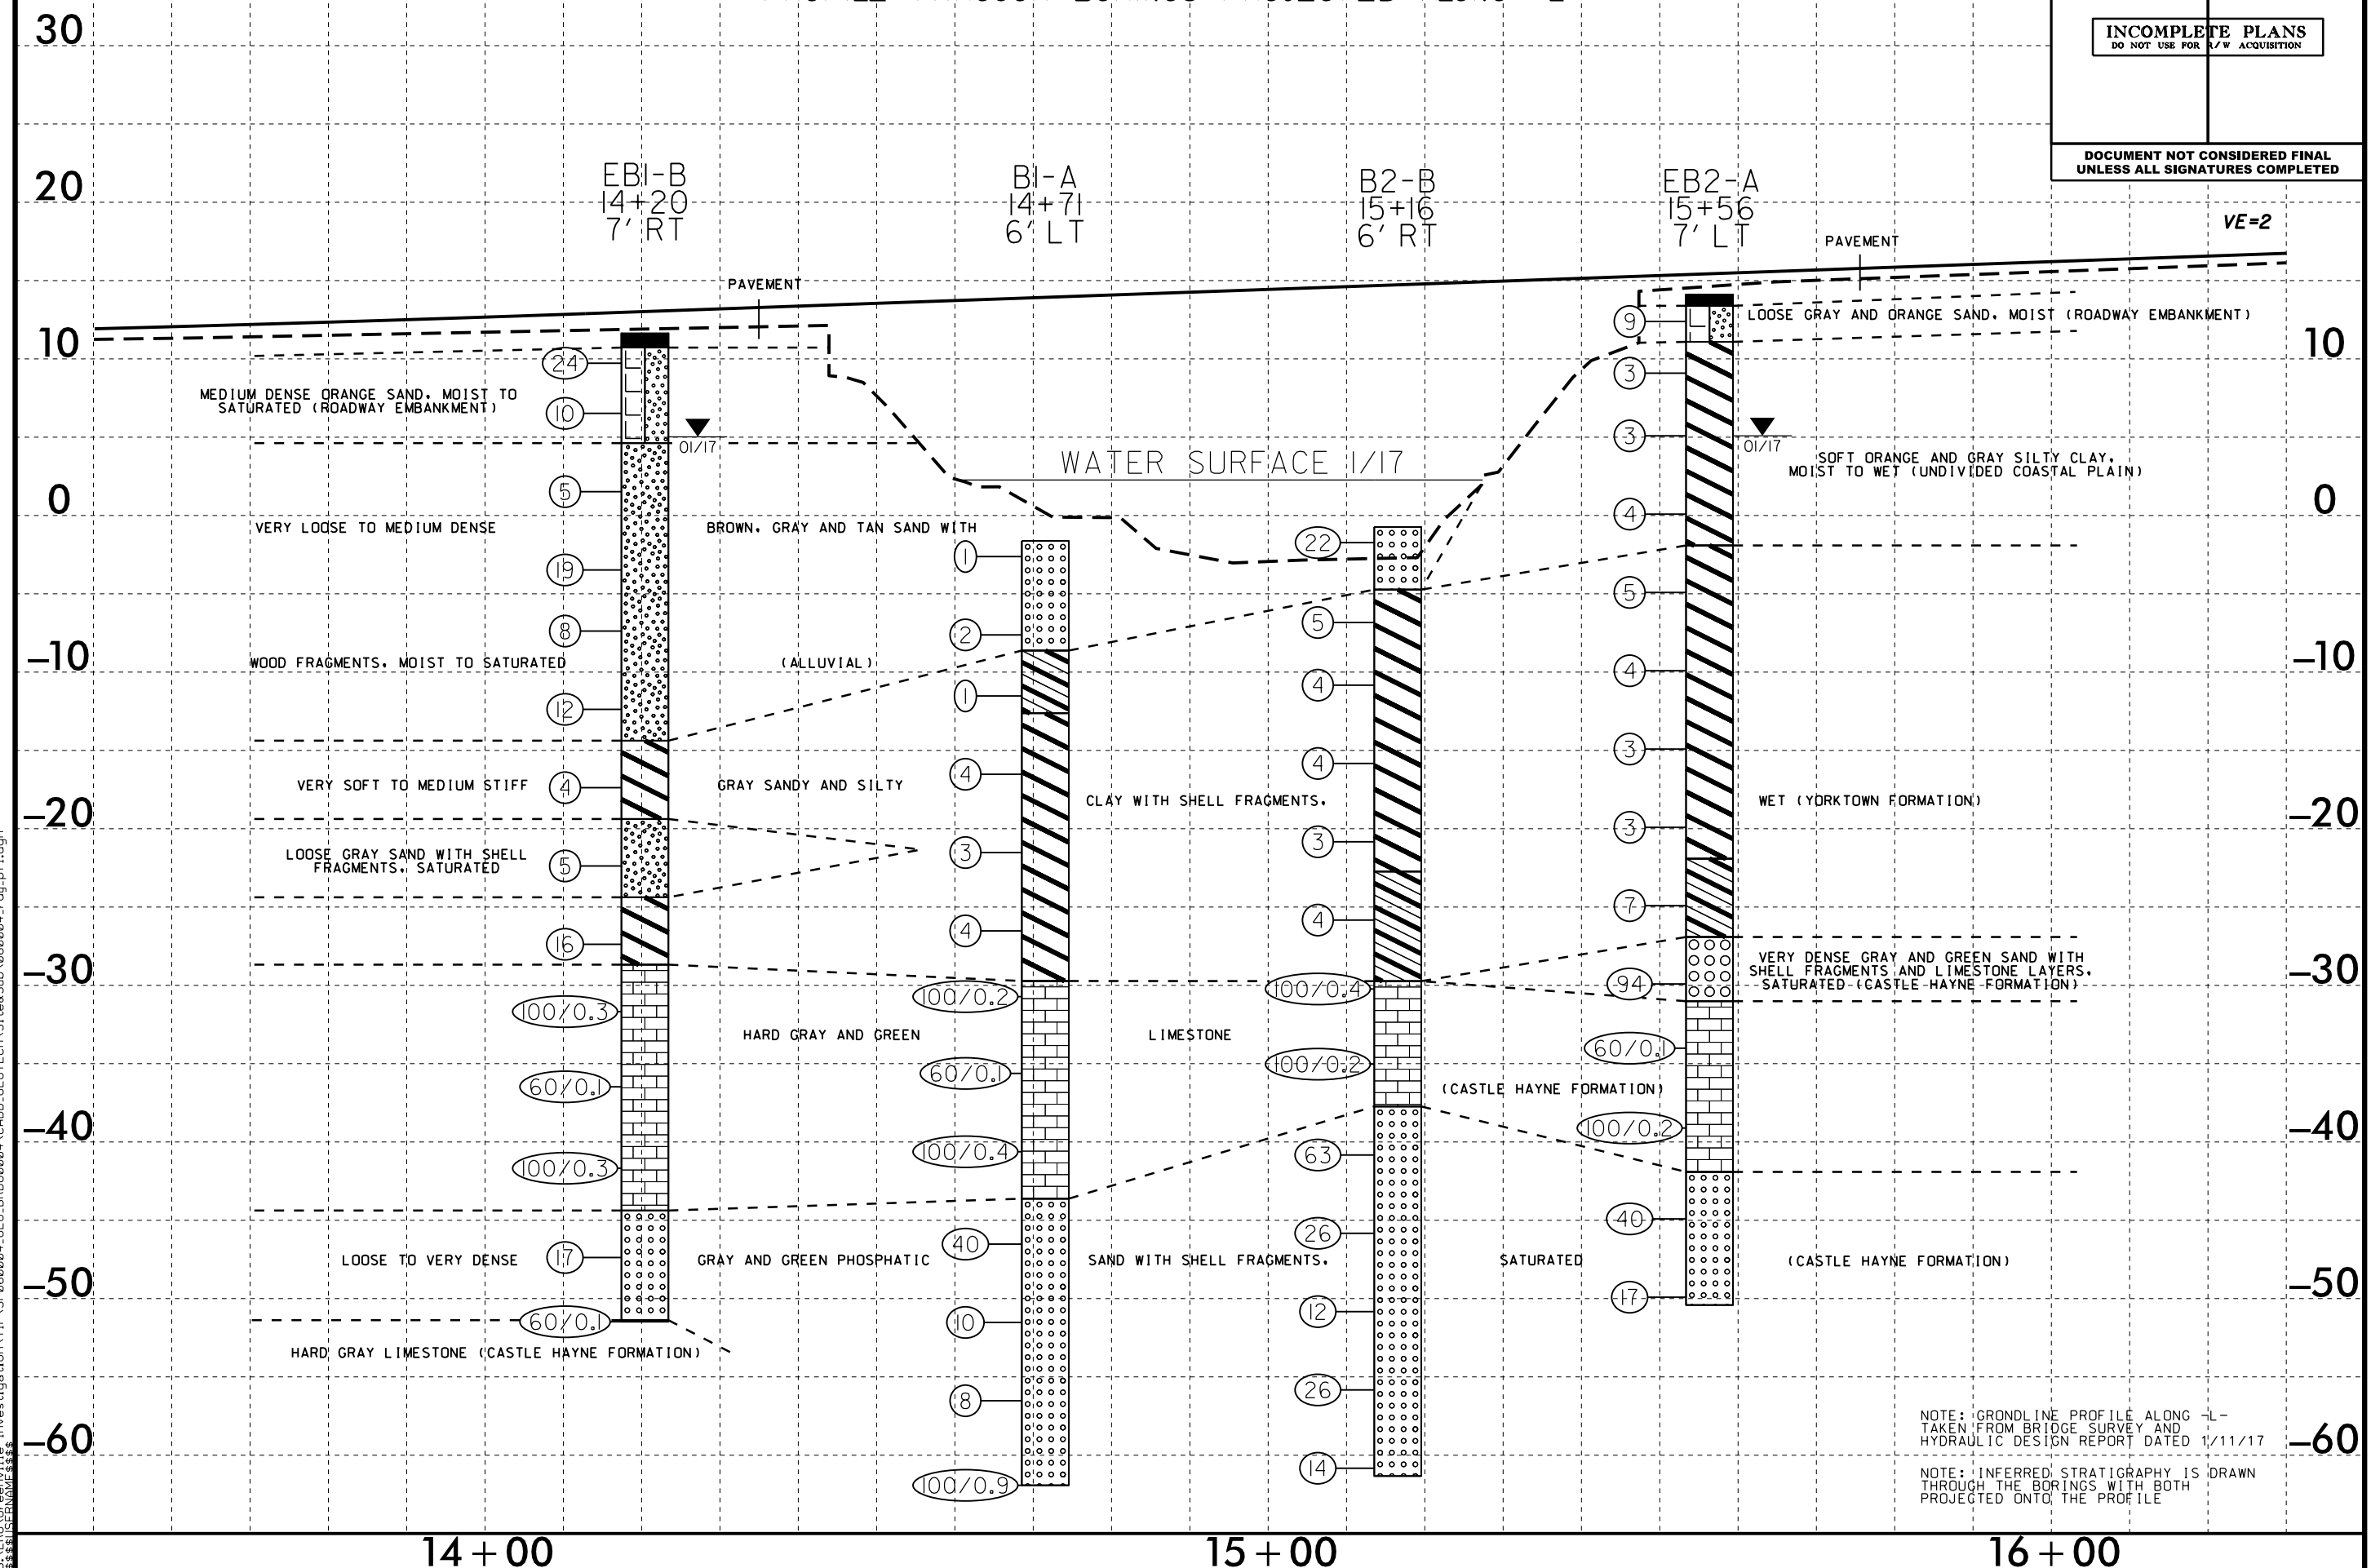 30
INCOMPLETE PLANS
DO NOT USE FOR R/W ACQUISITION
DOCUMENT NOT CONSIDERED FINAL
UNLESS ALL SIGNATURES COMPLETED
20
EB1-B
14+20
7' RT
B1-A
14+71
6' LT
B2-B
15+16
6' RT
EB2-A
15+56
7' LT
VE=2
PAVEMENT
PAVEMENT
10
10
24
9
LOOSE GRAY AND ORANGE SAND, MOIST (ROADWAY EMBANKMENT)
3
MEDIUM DENSE ORANGE SAND, MOIST TO
SATURATED (ROADWAY EMBANKMENT)
10
01/17
3
01/17
WATER SURFACE 1/17
SOFT ORANGE AND GRAY SILTY CLAY,
MOIST TO WET (UNDIVIDED COASTAL PLAIN)
0
0
5
4
VERY LOOSE TO MEDIUM DENSE
BROWN, GRAY AND TAN SAND WITH
1
22
19
5
8
2
5
-10
-10
WOOD FRAGMENTS, MOIST TO SATURATED
(ALLUVIAL)
4
1
4
12
3
VERY SOFT TO MEDIUM STIFF
4
GRAY SANDY AND SILTY
4
4
CLAY WITH SHELL FRAGMENTS,
WET (YORKTOWN FORMATION)
-20
-20
3
LOOSE GRAY SAND WITH SHELL
FRAGMENTS, SATURATED
5
3
3
7
16
4
4
-30
-30
VERY DENSE GRAY AND GREEN SAND WITH
SHELL FRAGMENTS AND LIMESTONE LAYERS,
SATURATED (CASTLE HAYNE FORMATION)
94
100/0.3
100/0.2
100/0.4
HARD GRAY AND GREEN
LIMESTONE
60/0.1
60/0.1
60/0.1
100/0.2
(CASTLE HAYNE FORMATION)
-40
-40
100/0.3
100/0.4
63
100/0.2
40
40
26
LOOSE TO VERY DENSE
17
GRAY AND GREEN PHOSPHATIC
SAND WITH SHELL FRAGMENTS,
SATURATED
(CASTLE HAYNE FORMATION)
-50
-50
17
60/0.1
10
12
HARD GRAY LIMESTONE (CASTLE HAYNE FORMATION)
8
26
NOTE: GRONDLINE PROFILE ALONG -L-
TAKEN FROM BRIDGE SURVEY AND
HYDRAULIC DESIGN REPORT DATED 1/11/17
-60
-60
NOTE: INFERRED STRATIGRAPHY IS DRAWN
THROUGH THE BORINGS WITH BOTH
PROJECTED ONTO THE PROFILE
100/0.9
14
14+00
15+00
16+00